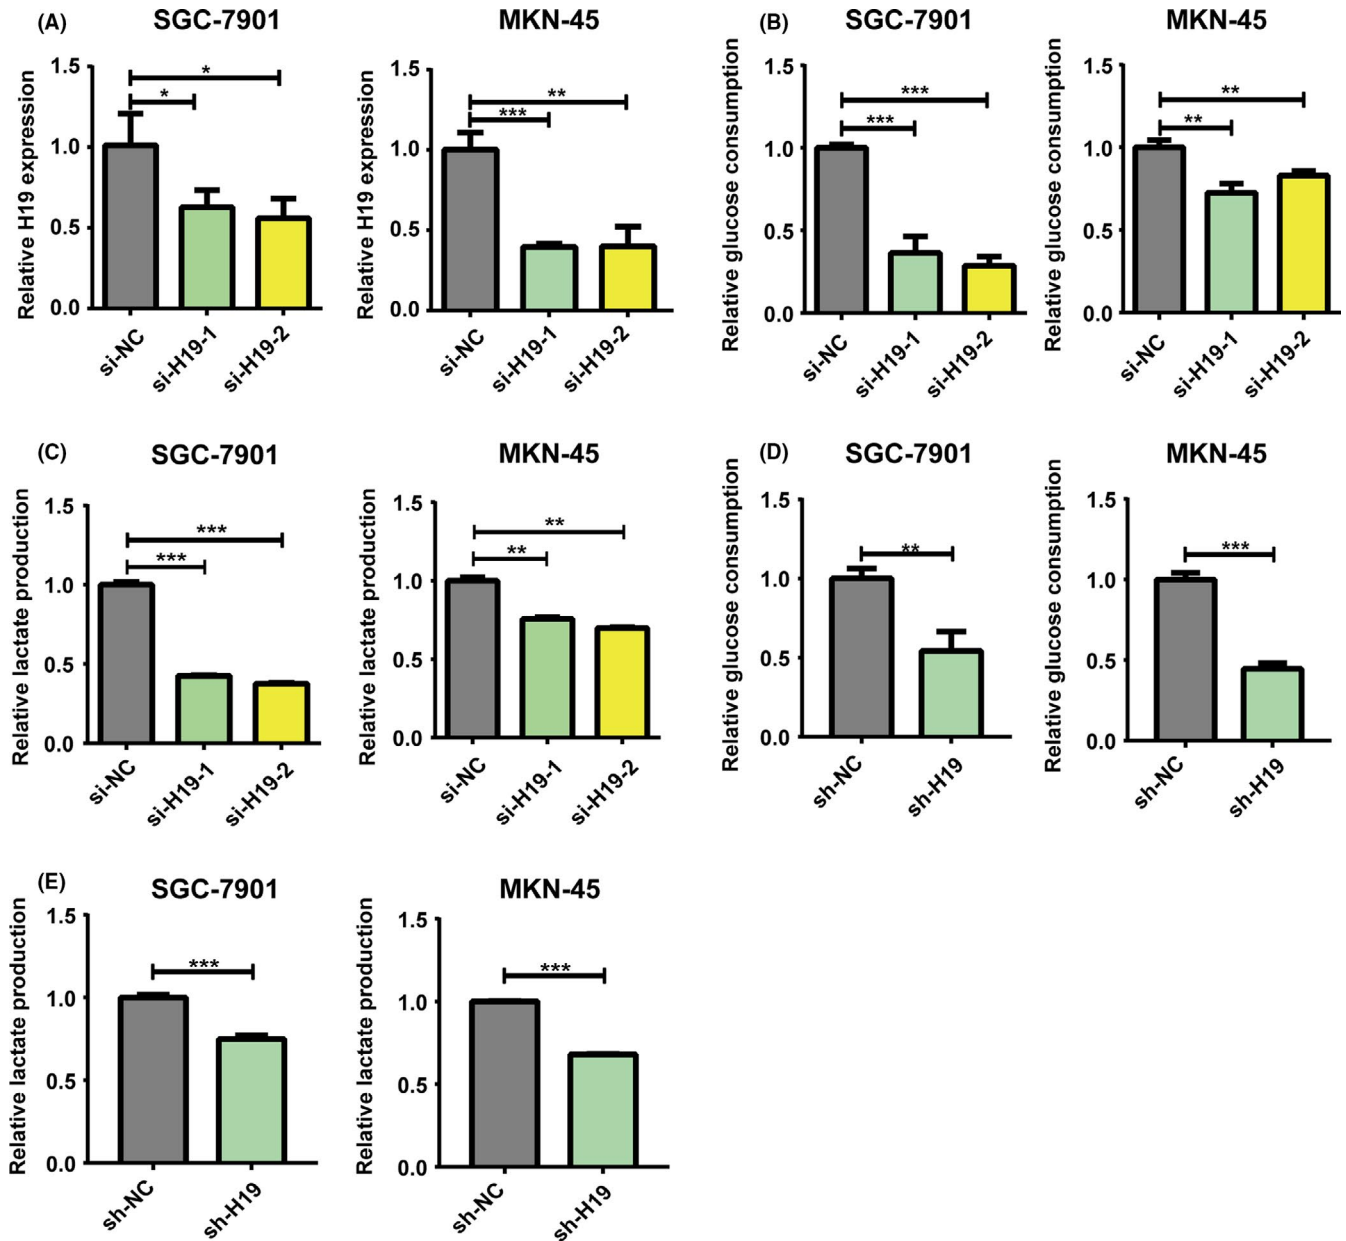 (A)
SGC-7901
Relative H19 expression
1.5
1.0
0.5
0.0
*
*
si-NC
si-H19-1
si-H19-2
MKN-45
Relative H19 expression
1.5
1.0
0.5
0.0
**
***
si-NC
si-H19-1
si-H19-2
(B)
SGC-7901
Relative glucose consumption
1.5
1.0
0.5
0.0
***
***
si-NC
si-H19-1
si-H19-2
MKN-45
Relative glucose consumption
1.5
1.0
0.5
0.0
**
**
si-NC
si-H19-1
si-H19-2
(C)
SGC-7901
Relative lactate production
1.5
1.0
0.5
0.0
***
***
si-NC
si-H19-1
si-H19-2
MKN-45
Relative lactate production
1.5
1.0
0.5
0.0
**
**
si-NC
si-H19-1
si-H19-2
(D)
SGC-7901
Relative glucose consumption
1.5
1.0
0.5
0.0
**
sh-NC
sh-H19
MKN-45
Relative glucose consumption
1.5
1.0
0.5
0.0
***
sh-NC
sh-H19
(E)
SGC-7901
Relative lactate production
1.5
1.0
0.5
0.0
***
sh-NC
sh-H19
MKN-45
Relative lactate production
1.5
1.0
0.5
0.0
***
sh-NC
sh-H19